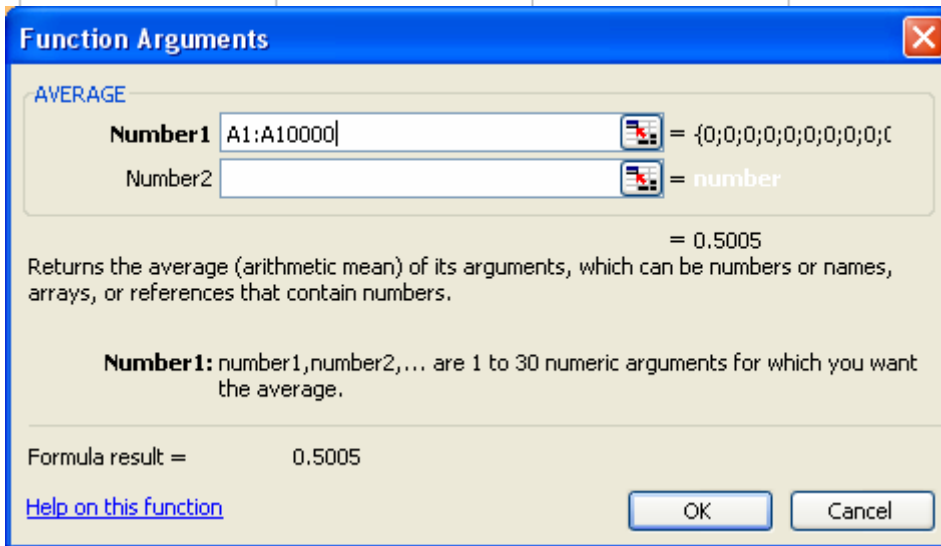 Function Arguments
AVERAGE
Number1 A1:A10000 = {0;0;0;0;0;0;0;0;0;0
Number2 = number
= 0.5005
Returns the average (arithmetic mean) of its arguments, which can be numbers or names,
arrays, or references that contain numbers.
Number1: number1,number2,... are 1 to 30 numeric arguments for which you want
the average.
Formula result = 0.5005
Help on this function OK Cancel